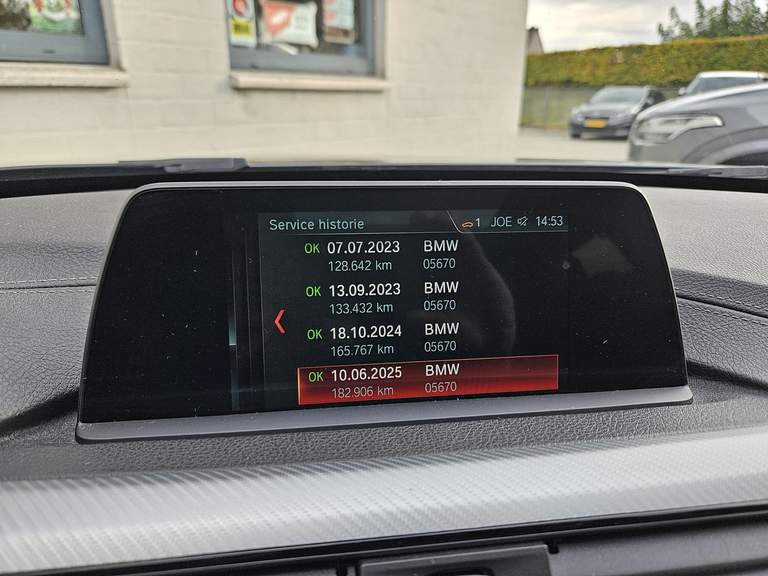 Service historie 1 JOE 14:53
OK 07.07.2023 BMW
128.642 km 05670
OK 13.09.2023 BMW
133.432 km 05670
OK 18.10.2024 BMW
165.767 km 05670
OK 10.06.2025 BMW
182.906 km 05670